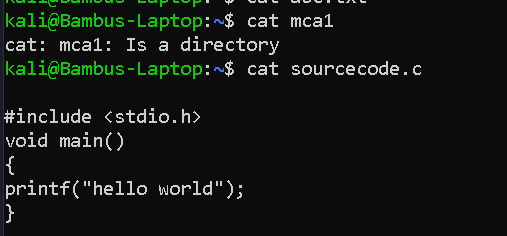 kali@Bambus-Laptop:~$ cat mca1
cat: mca1: Is a directory
kali@Bambus-Laptop:~$ cat sourcecode.c
#include <stdio.h>
void main()
{
printf("hello world");
}